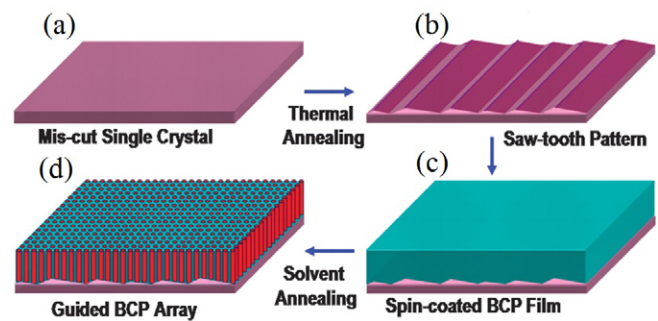 (a)
(b)
Mis-cut Single Crystal
Thermal
Annealing
Saw-tooth Pattern
(d)
(c)
Guided BCP Array
Solvent
Annealing
Spin-coated BCP Film